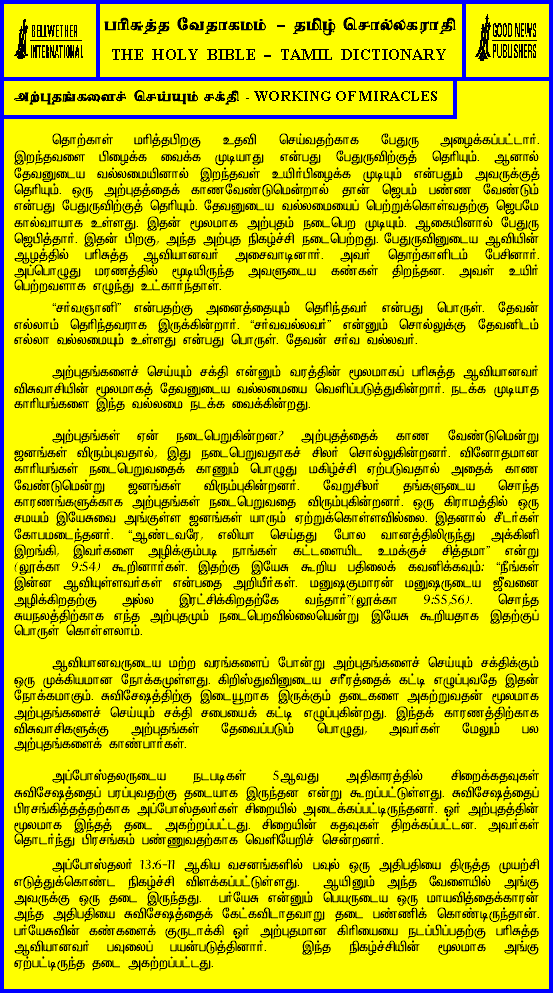 BELLWETHER
INTERNATIONAL
பரிசுத்த வேதாகமம் – தமிழ் சொல்லகராதி
THE HOLY BIBLE – TAMIL DICTIONARY
GOOD NEWS
PUBLISHERS
அற்புதங்களைச் செய்யும் சக்தி - WORKING OF MIRACLES
தொற்காள் மரித்தபிறகு உதவி செய்வதற்காக பேதுரு அழைக்கப்பட்டார்.
இறந்தவளை பிழைக்க வைக்க முடியாது என்பது பேதுருவிற்குத் தெரியும். ஆனால்
தேவனுடைய வல்லமையினால் இறந்தவள் உயிர்பிழைக்க முடியும் என்பதும் அவருக்குத்
தெரியும். ஒரு அற்புதத்தைக் காணவேண்டுமென்றால் தான் ஜெபம் பண்ண வேண்டும்
என்பது பேதுருவிற்குத் தெரியும். தேவனுடைய வல்லமையைப் பெற்றுக்கொள்வதற்கு ஜெபமே
கால்வாயாக உள்ளது. இதன் மூலமாக அற்புதம் நடைபெற முடியும். ஆகையினால் பேதுரு
ஜெபித்தார். இதன் பிறகு, அந்த அற்புத நிகழ்ச்சி நடைபெற்றது. பேதுருவினுடைய ஆவியின்
ஆழத்தில் பரிசுத்த ஆவியானவர் அசைவாடினார். அவர் தொற்காளிடம் பேசினார்.
அப்பொழுது மரணத்தில் மூடியிருந்த அவளுடைய கண்கள் திறந்தன. அவள் உயிர்
பெற்றவளாக எழுந்து உட்கார்ந்தாள்.
“சர்வஞானி” என்பதற்கு அனைத்தையும் தெரிந்தவர் என்பது பொருள். தேவன்
எல்லாம் தெரிந்தவராக இருக்கின்றார். “சர்வவல்லவர்” என்னும் சொல்லுக்கு தேவனிடம்
எல்லா வல்லமையும் உள்ளது என்பது பொருள். தேவன் சர்வ வல்லவர்.
அற்புதங்களைச் செய்யும் சக்தி என்னும் வரத்தின் மூலமாகப் பரிசுத்த ஆவியானவர்
விசுவாசியின் மூலமாகத் தேவனுடைய வல்லமையை வெளிப்படுத்துகின்றார். நடக்க முடியாத
காரியங்களை இந்த வல்லமை நடக்க வைக்கின்றது.
அற்புதங்கள் ஏன் நடைபெறுகின்றன? அற்புதத்தைக் காண வேண்டுமென்று
ஜனங்கள் விரும்புவதால், இது நடைபெறுவதாகச் சிலர் சொல்லுகின்றனர். வினோதமான
காரியங்கள் நடைபெறுவதைக் காணும் பொழுது மகிழ்ச்சி ஏற்படுவதால் அதைக் காண
வேண்டுமென்று ஜனங்கள் விரும்புகின்றனர். வேறுசிலர் தங்களுடைய சொந்த
காரணங்களுக்காக அற்புதங்கள் நடைபெறுவதை விரும்புகின்றனர். ஒரு கிராமத்தில் ஒரு
சமயம் இயேசுவை அங்குள்ள ஜனங்கள் யாரும் ஏற்றுக்கொள்ளவில்லை. இதனால் சீடர்கள்
கோபமடைந்தனர். “ஆண்டவரே, எலியா செய்தது போல வானத்திலிருந்து அக்கினி
இறங்கி, இவர்களை அழிக்கும்படி நாங்கள் கட்டளையிட உமக்குச் சித்தமா” என்று
(லூக்கா 9:54) கூறினார்கள். இதற்கு இயேசு கூறிய பதிலைக் கவனிக்கவும்: “நீங்கள்
இன்ன ஆவியுள்ளவர்கள் என்பதை அறியீர்கள். மனுஷகுமாரன் மனுஷருடைய ஜீவனை
அழிக்கிறதற்கு அல்ல இரட்சிக்கிறதற்கே வந்தார்”(லூக்கா 9:55,56). சொந்த
சுயநலத்திற்காக எந்த அற்புதமும் நடைபெறவில்லையென்று இயேசு கூறியதாக இதற்குப்
பொருள் கொள்ளலாம்.
ஆவியானவருடைய மற்ற வரங்களைப் போன்று அற்புதங்களைச் செய்யும் சக்திக்கும்
ஒரு முக்கியமான நோக்கமுள்ளது. கிறிஸ்துவினுடைய சரீரத்தைக் கட்டி எழுப்புவதே இதன்
நோக்கமாகும். சுவிசேஷத்திற்கு இடையூறாக இருக்கும் தடைகளை அகற்றுவதன் மூலமாக
அற்புதங்களைச் செய்யும் சக்தி சபையைக் கட்டி எழுப்புகின்றது. இந்தக் காரணத்திற்காக
விசுவாசிகளுக்கு அற்புதங்கள் தேவைப்படும் பொழுது, அவர்கள் மேலும் பல
அற்புதங்களைக் காண்பார்கள்.
அப்போஸ்தலருடைய நடபடிகள் 5ஆவது அதிகாரத்தில் சிறைக்கதவுகள்
சுவிசேஷத்தைப் பரப்புவதற்கு தடையாக இருந்தன என்று கூறப்பட்டுள்ளது. சுவிசேஷத்தைப்
பிரசங்கித்ததற்காக அப்போஸ்தலர்கள் சிறையில் அடைக்கப்பட்டிருந்தனர். ஓர் அற்புதத்தின்
மூலமாக இந்தத் தடை அகற்றப்பட்டது. சிறையின் கதவுகள் திறக்கப்பட்டன. அவர்கள்
தொடர்ந்து பிரசங்கம் பண்ணுவதற்காக வெளியேறிச் சென்றனர்.
அப்போஸ்தலர் 13:6-11 ஆகிய வசனங்களில் பவுல் ஒரு அதிபதியை திருத்த முயற்சி
எடுத்துக்கொண்ட நிகழ்ச்சி விளக்கப்பட்டுள்ளது. ஆயினும் அந்த வேளையில் அங்கு
அவருக்கு ஒரு தடை இருந்தது. பர்யேசு என்னும் பெயருடைய ஒரு மாயவித்தைக்காரன்
அந்த அதிபதியை சுவிசேஷத்தைக் கேட்கவிடாதவாறு தடை பண்ணிக் கொண்டிருந்தான்.
பர்யேசுவின் கண்களைக் குருடாக்கி ஓர் அற்புதமான கிரியையை நடப்பிப்பதற்கு பரிசுத்த
ஆவியானவர் பவுலைப் பயன்படுத்தினார். இந்த நிகழ்ச்சியின் மூலமாக அங்கு
ஏற்பட்டிருந்த தடை அகற்றப்பட்டது.